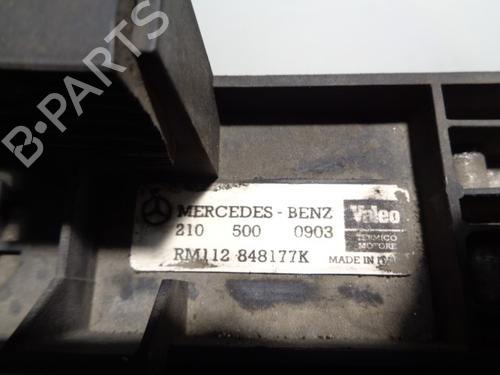 B-PARTS
MERCEDES - BENZ
210 500 0903
RM112 848177K
Valeo
TERMICO
MOTORE
MADE IN